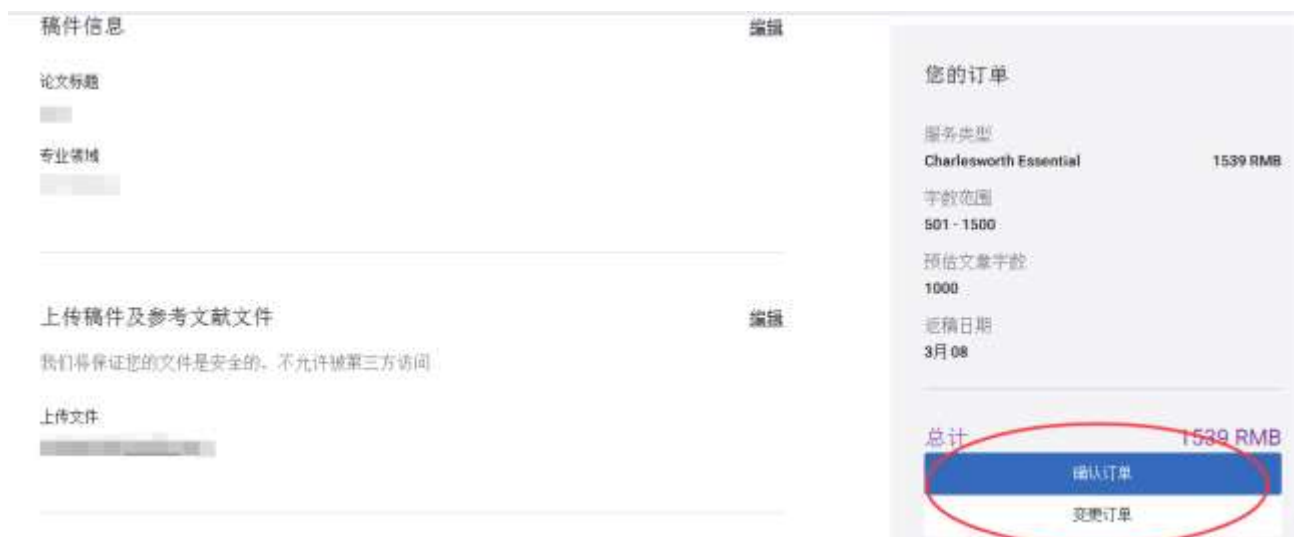 稿件信息 编辑
论文标题
专业领域
上传稿件及参考文献文件 编辑
我们将保证您的文件是安全的、不允许被第三方访问
上传文件
您的订单
服务类型
Charlesworth Essential 1539 RMB
字数范围
501 - 1500
预估文章字数
1000
返稿日期
3月 08
总计 1539 RMB
确认订单
变更订单